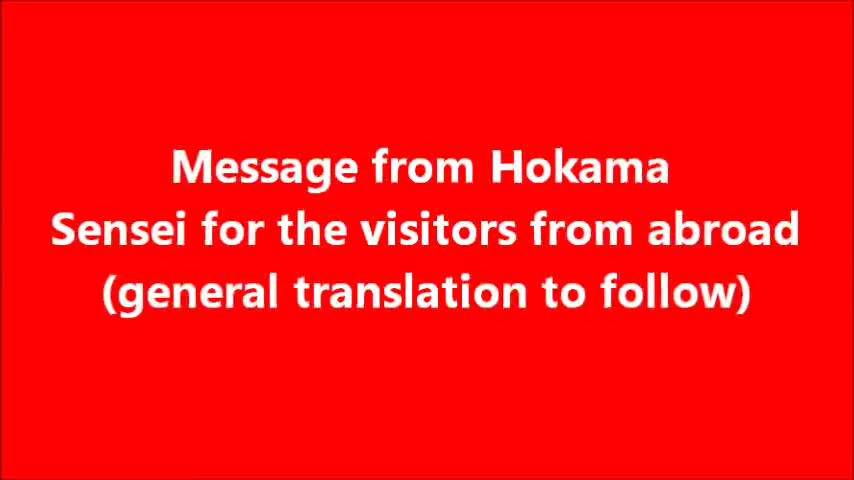 Message from Hokama
Sensei for the visitors from abroad
(general translation to follow)